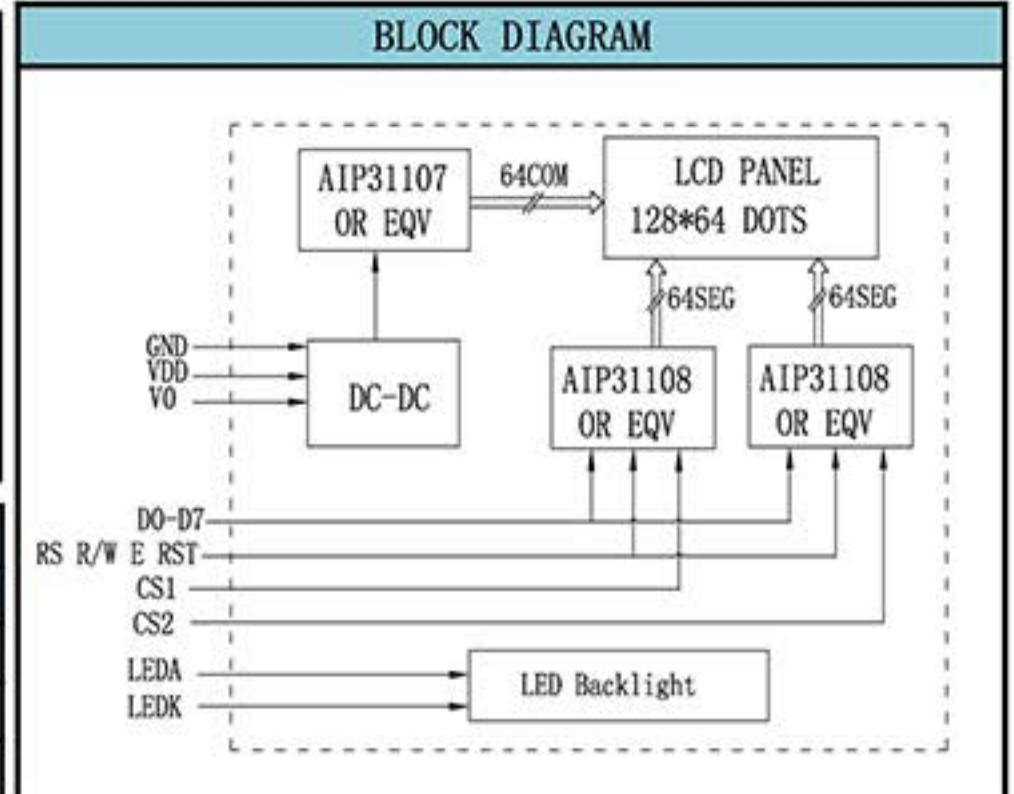 BLOCK DIAGRAM
AIP31107
OR EQV
64COM
LCD PANEL
128*64 DOTS
64SEG
64SEG
GND
VDD
V0
DC-DC
AIP31108
OR EQV
AIP31108
OR EQV
D0-D7
RS R/W E RST
CS1
CS2
LEDA
LEDK
LED Backlight